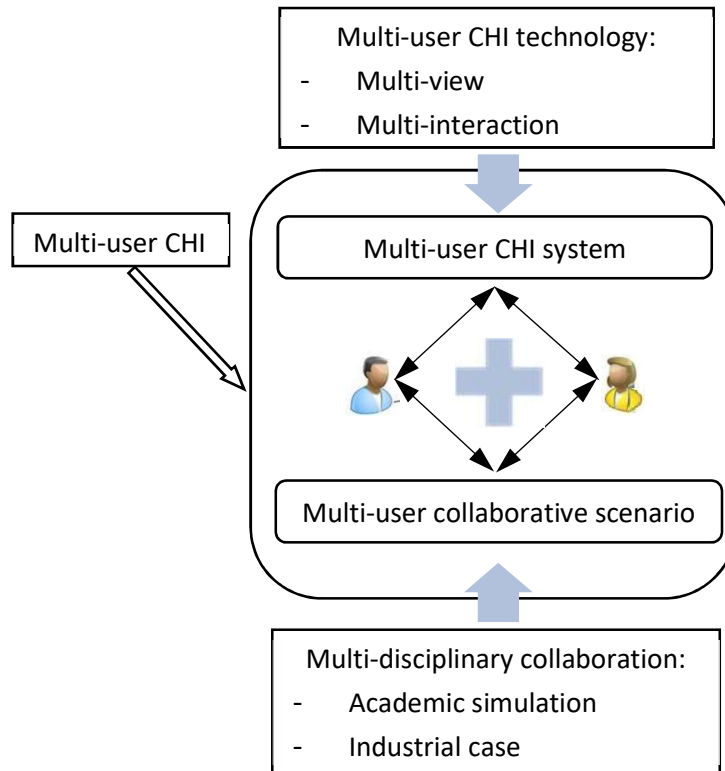 Multi-user CHI technology:
- Multi-view
- Multi-interaction
Multi-user CHI
Multi-user CHI system
Multi-user collaborative scenario
Multi-disciplinary collaboration:
- Academic simulation
- Industrial case